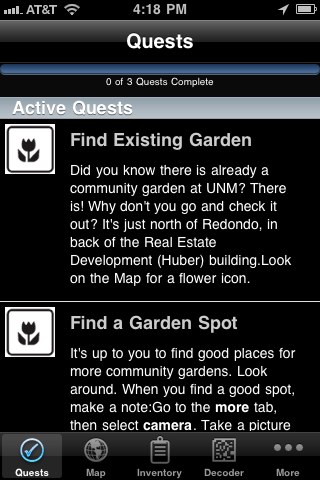 AT&T 4:18 PM
Quests
0 of 3 Quests Complete
Active Quests
Find Existing Garden
Did you know there is already a
community garden at UNM? There
is! Why don't you go and check it
out? It's just north of Redondo, in
back of the Real Estate
Development (Huber) building.Look
on the Map for a flower icon.
Find a Garden Spot
It's up to you to find good places for
more community gardens. Look
around. When you find a good spot,
make a note:Go to the more tab,
then select camera. Take a picture
Quests Map Inventory Decoder More